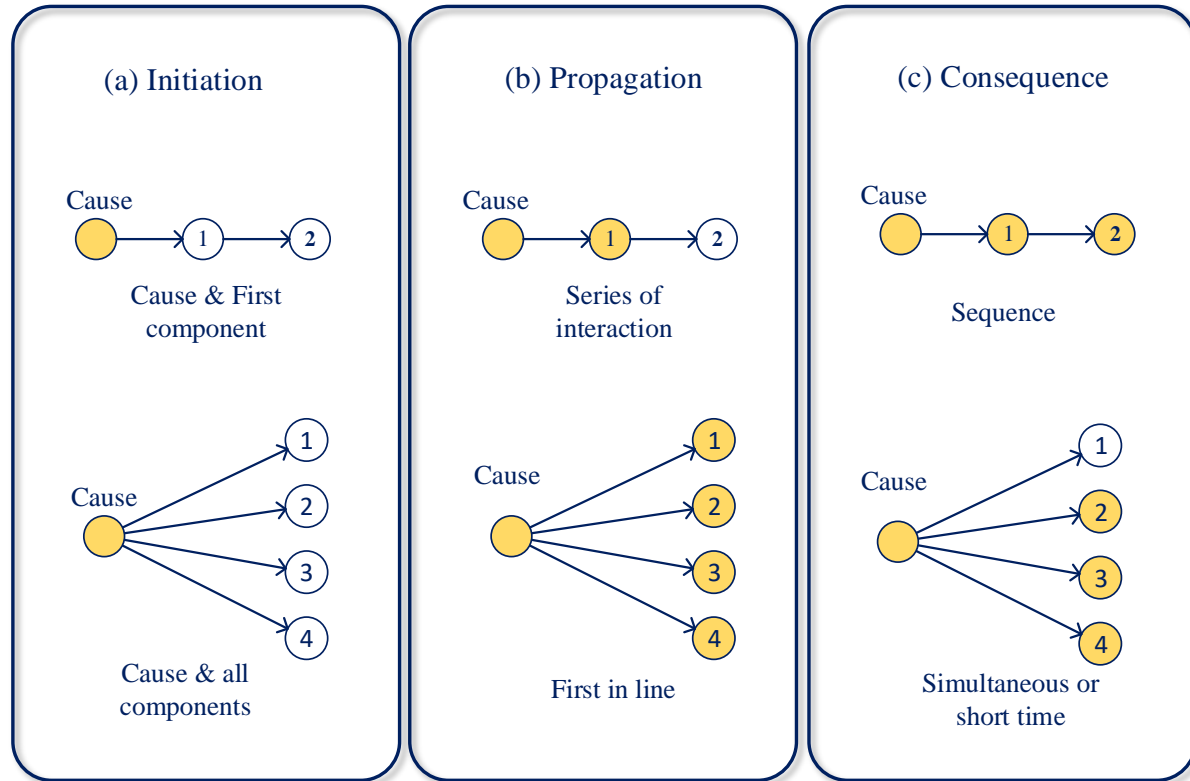 (a) Initiation
Cause
1
2
Cause & First
component
Cause
1
2
3
4
Cause & all
components
(b) Propagation
Cause
1
2
Series of
interaction
Cause
1
2
3
4
First in line
(c) Consequence
Cause
1
2
Sequence
Cause
1
2
3
4
Simultaneous or
short time